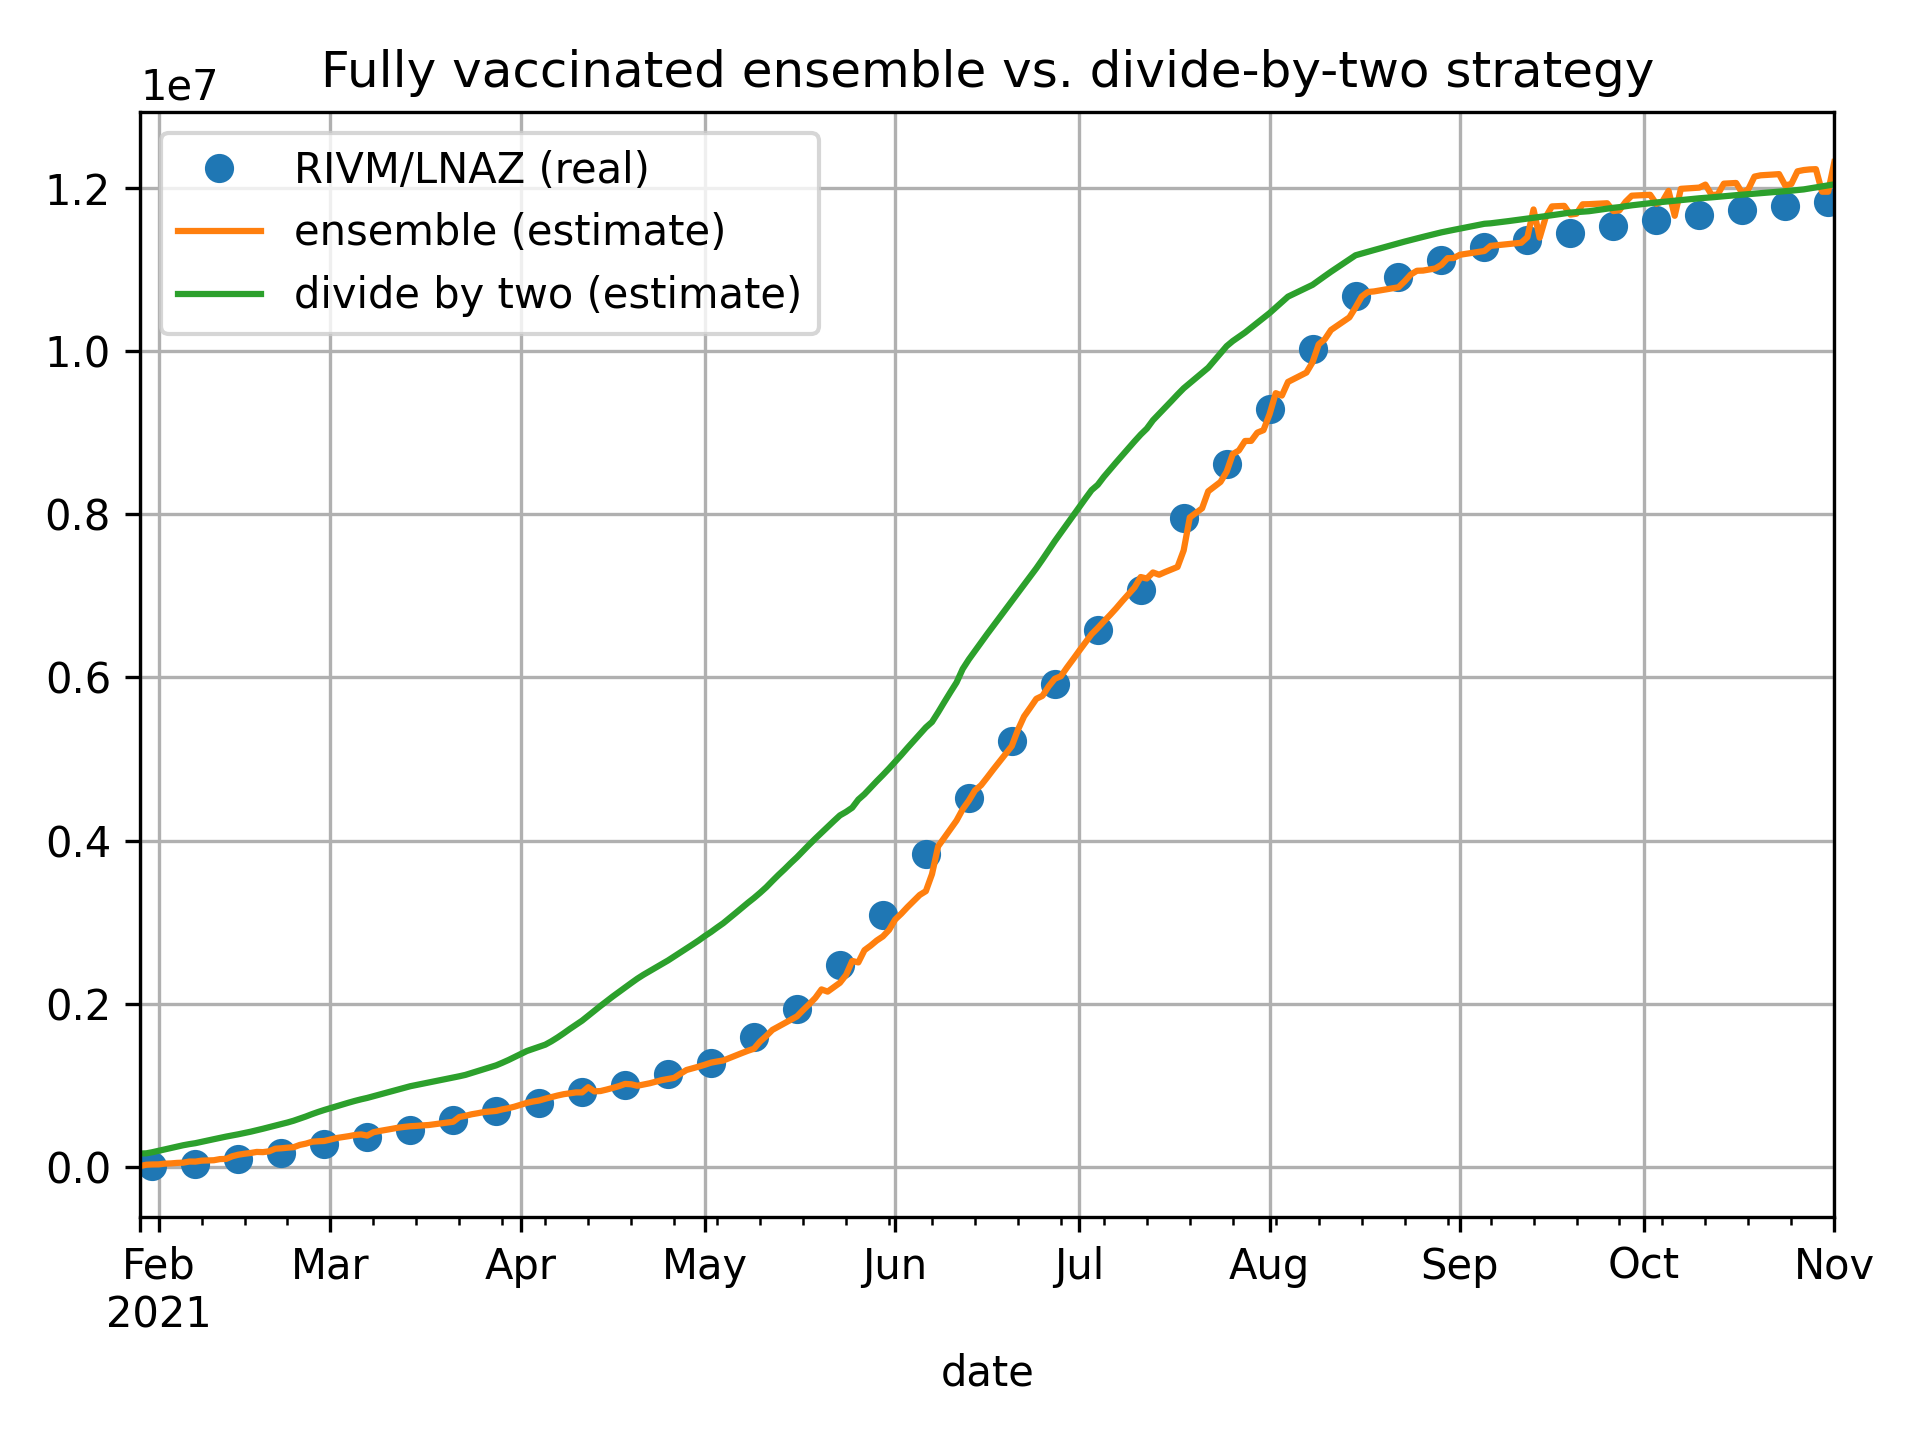 Fully vaccinated ensemble vs. divide-by-two strategy
1e7
RIVM/LNAZ (real)
ensemble (estimate)
divide by two (estimate)
1.2
1.0
0.8
0.6
0.4
0.2
0.0
Feb Mar Apr May Jun Jul Aug Sep Oct Nov
2021
date